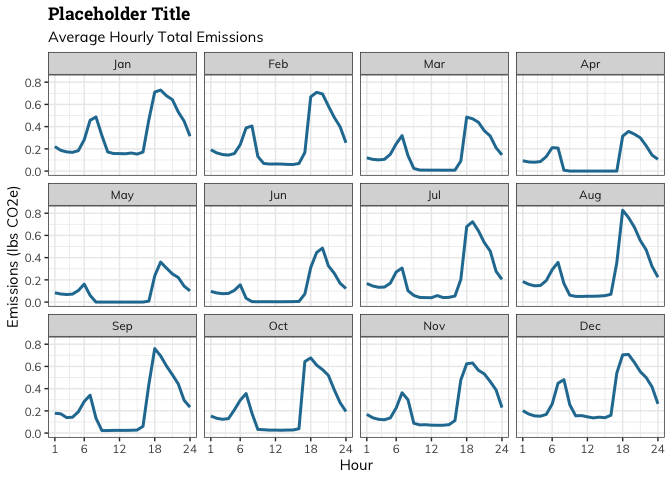 Placeholder Title
Average Hourly Total Emissions
Jan Feb Mar Apr
0.8
0.6
0.4
0.2
0.0
May Jun Jul Aug
0.8
0.6
0.4
0.2
0.0
Sep Oct Nov Dec
0.8
0.6
0.4
0.2
0.0
1 6 12 18 24 1 6 12 18 24 1 6 12 18 24 1 6 12 18 24
Hour
Emissions (lbs CO2e)